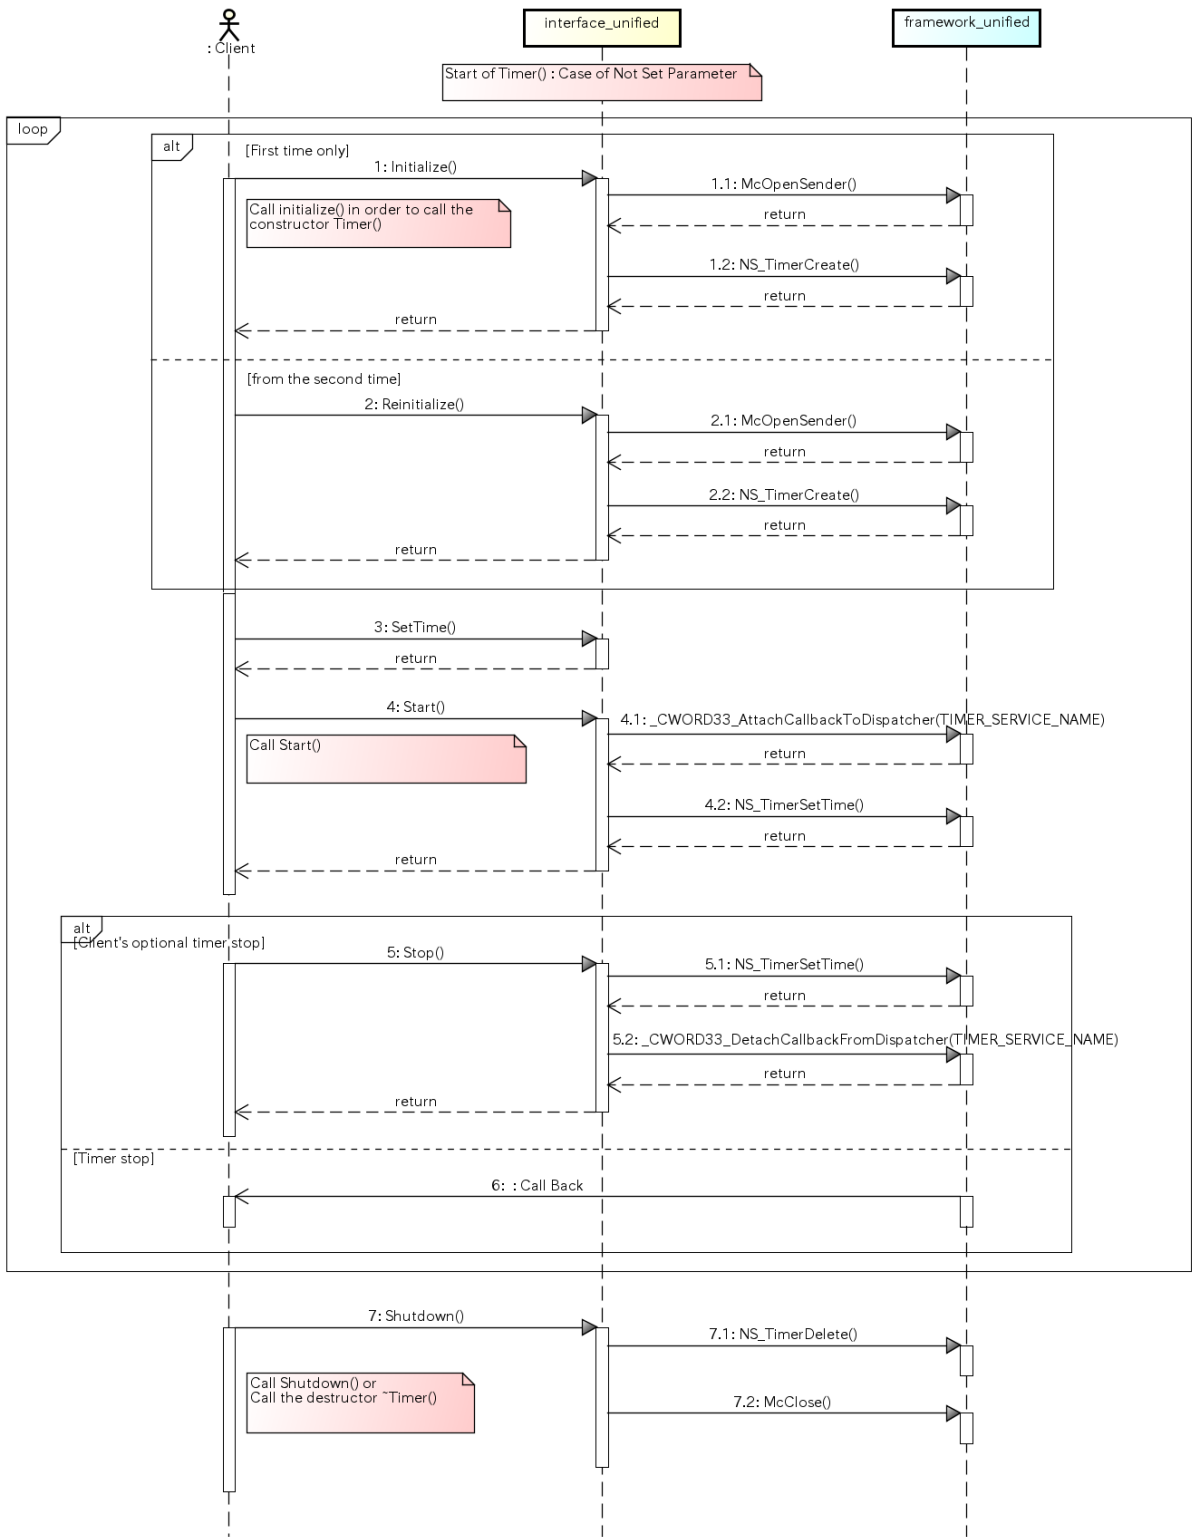 : Client
interface_unified
framework_unified
Start of Timer() : Case of Not Set Parameter
loop
alt
[First time only]
1: Initialize()
1.1: McOpenSender()
Call initialize() in order to call the
constructor Timer()
return
1.2: NS_TimerCreate()
return
return
[from the second time]
2: Reinitialize()
2.1: McOpenSender()
return
2.2: NS_TimerCreate()
return
return
3: SetTime()
return
4: Start()
4.1: _CWORD33_AttachCallbackToDispatcher(TIMER_SERVICE_NAME)
Call Start()
return
4.2: NS_TimerSetTime()
return
return
alt
[Client's optional timer stop]
5: Stop()
5.1: NS_TimerSetTime()
return
5.2: _CWORD33_DetachCallbackFromDispatcher(TIMER_SERVICE_NAME)
return
return
[Timer stop]
6: : Call Back
7: Shutdown()
7.1: NS_TimerDelete()
Call Shutdown() or
Call the destructor ~Timer()
7.2: McClose()